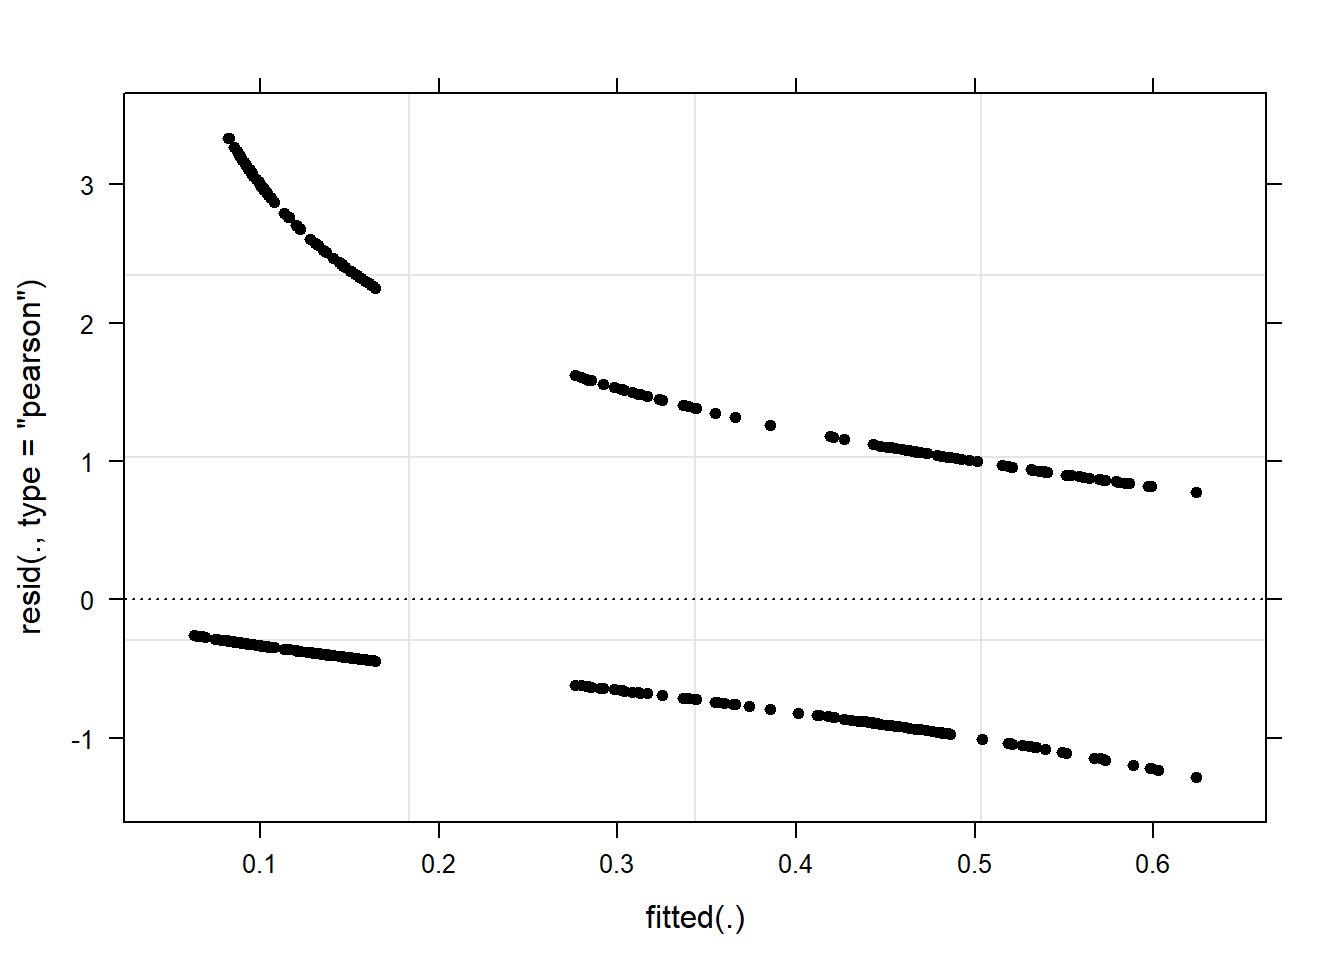 3
2
1
0
-1
resid(., type = "pearson")
0.1 0.2 0.3 0.4 0.5 0.6
fitted(.)